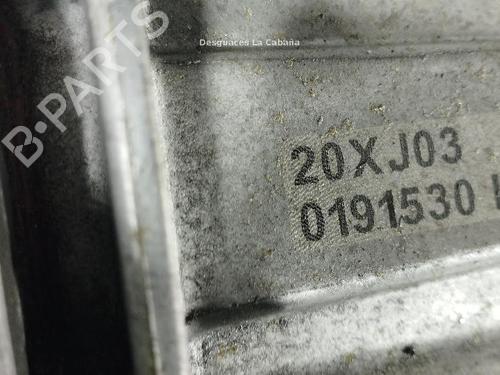 Desguaces La Cabaña
B-PARTS
20XJ03
0191530